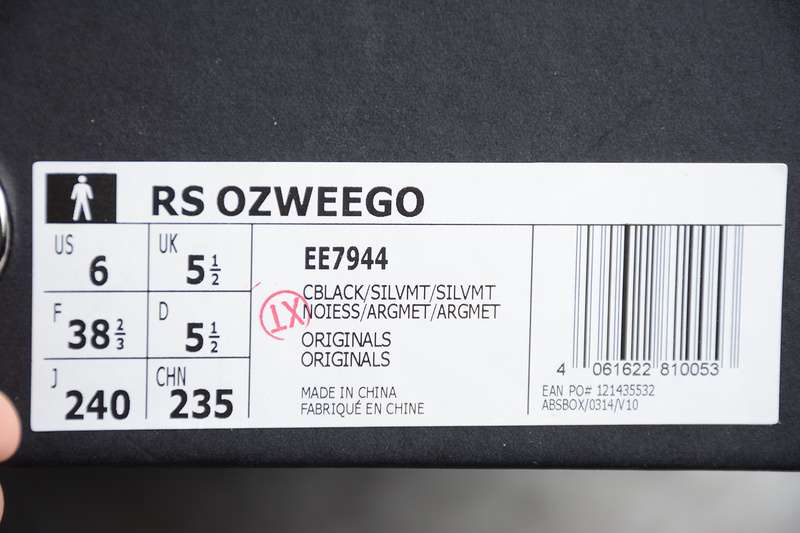 RS OZWEEGO
US
6
UK
5 1/2
F
38 2/3
D
5 1/2
J
240
CHN
235
EE7944
CBLACK/SILVMT/SILVMT
NOIESS/ARGMET/ARGMET
XT
ORIGINALS
ORIGINALS
MADE IN CHINA
FABRIQUÉ EN CHINE
4 061622 810053
EAN PO# 121435532
ABSBOX/0314/V10